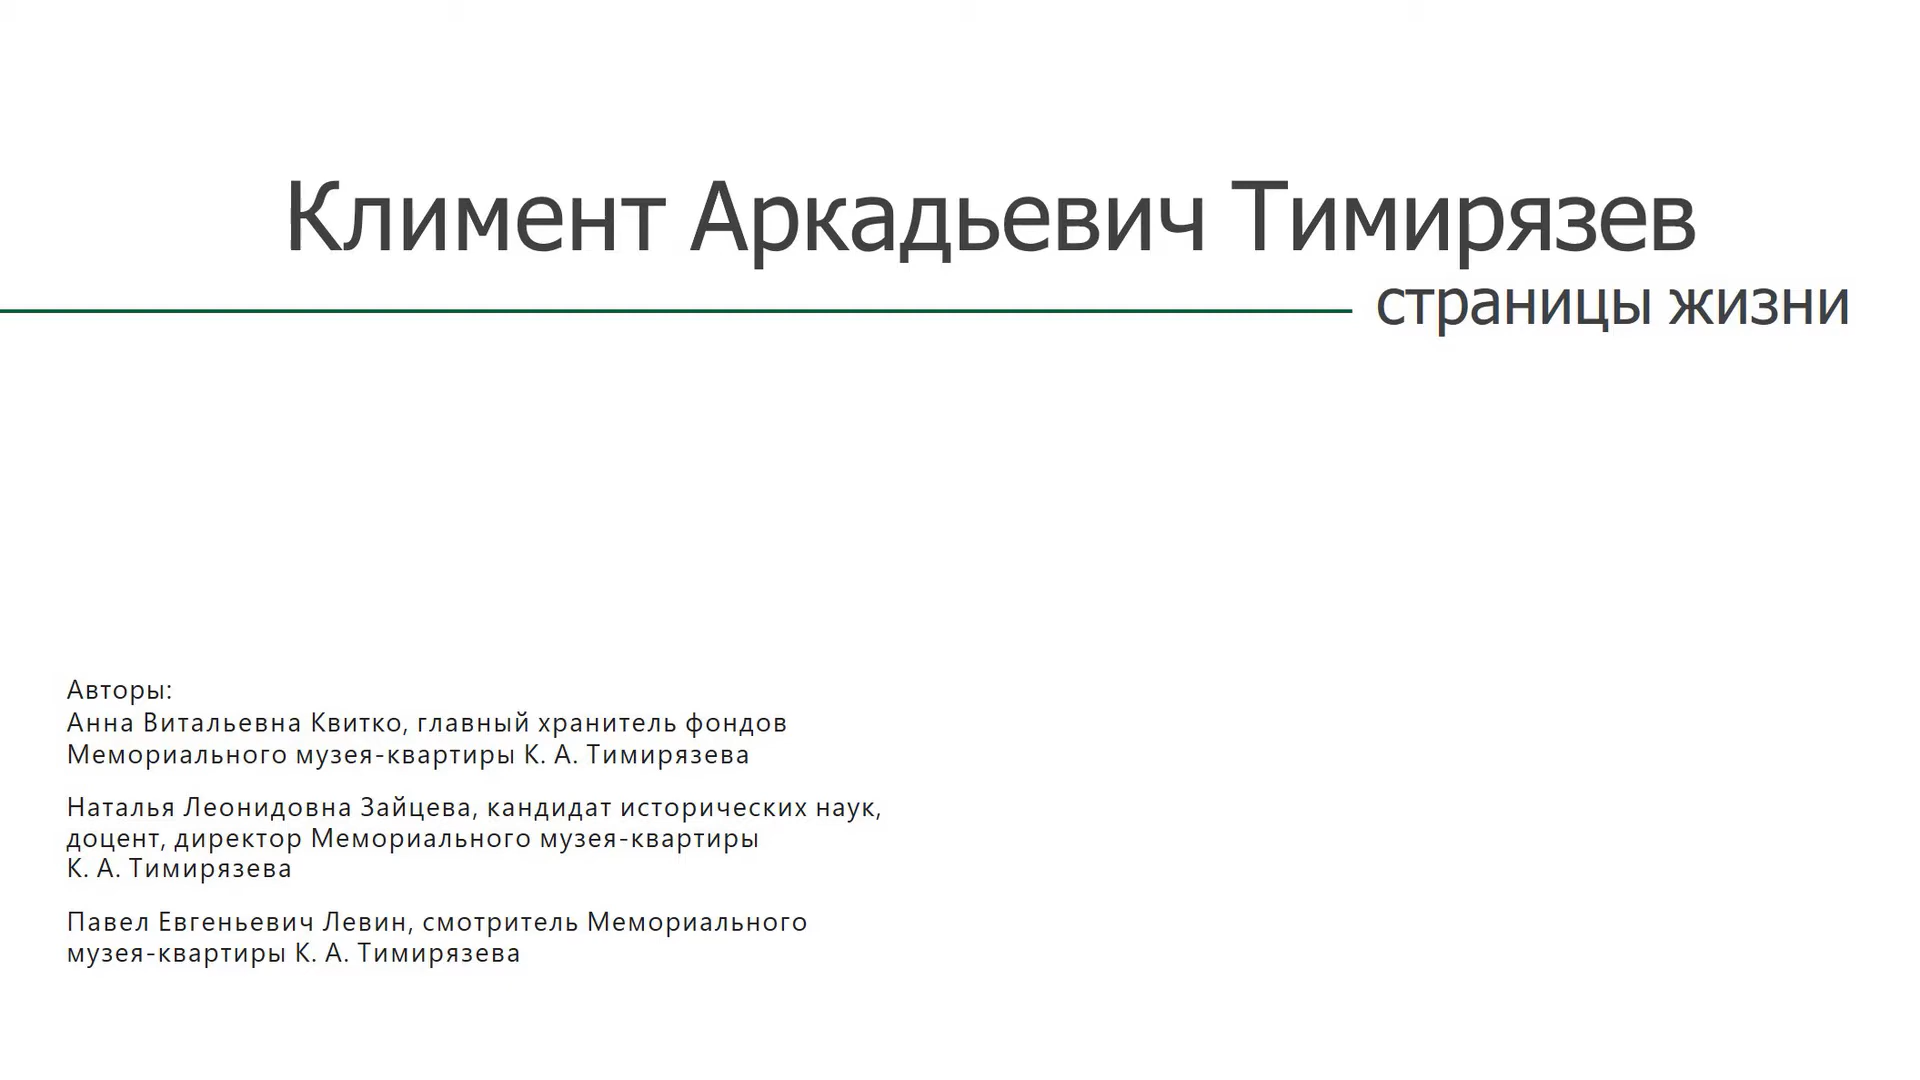 Климент Аркадьевич Тимирязев
страницы жизни
Авторы:
Анна Витальевна Квитко, главный хранитель фондов
Мемориального музея-квартиры К. А. Тимирязева
Наталья Леонидовна Зайцева, кандидат исторических наук,
доцент, директор Мемориального музея-квартиры
К. А. Тимирязева
Павел Евгеньевич Левин, смотритель Мемориального
музея-квартиры К. А. Тимирязева